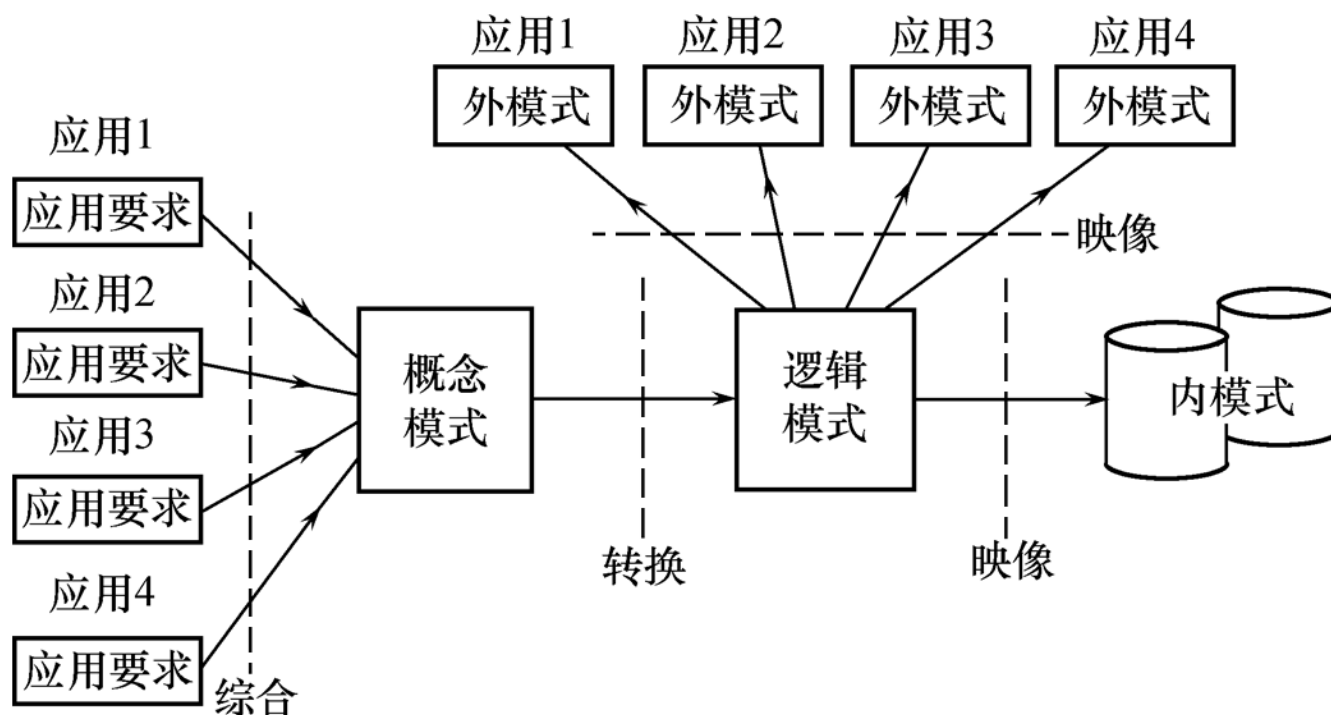 应用1
应用2
应用3
应用4
外模式
外模式
外模式
外模式
应用1
应用要求
映像
应用2
应用要求
概念
模式
逻辑
模式
内模式
应用3
应用要求
转换
映像
应用4
应用要求
综合